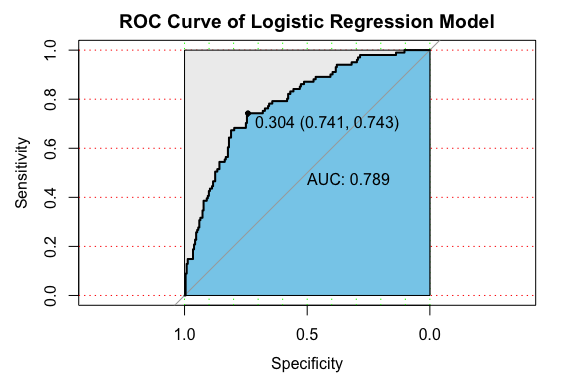 ROC Curve of Logistic Regression Model
1.0
0.8
0.6
0.4
0.2
0.0
Sensitivity
0.304 (0.741, 0.743)
AUC: 0.789
1.0 0.5 0.0
Specificity